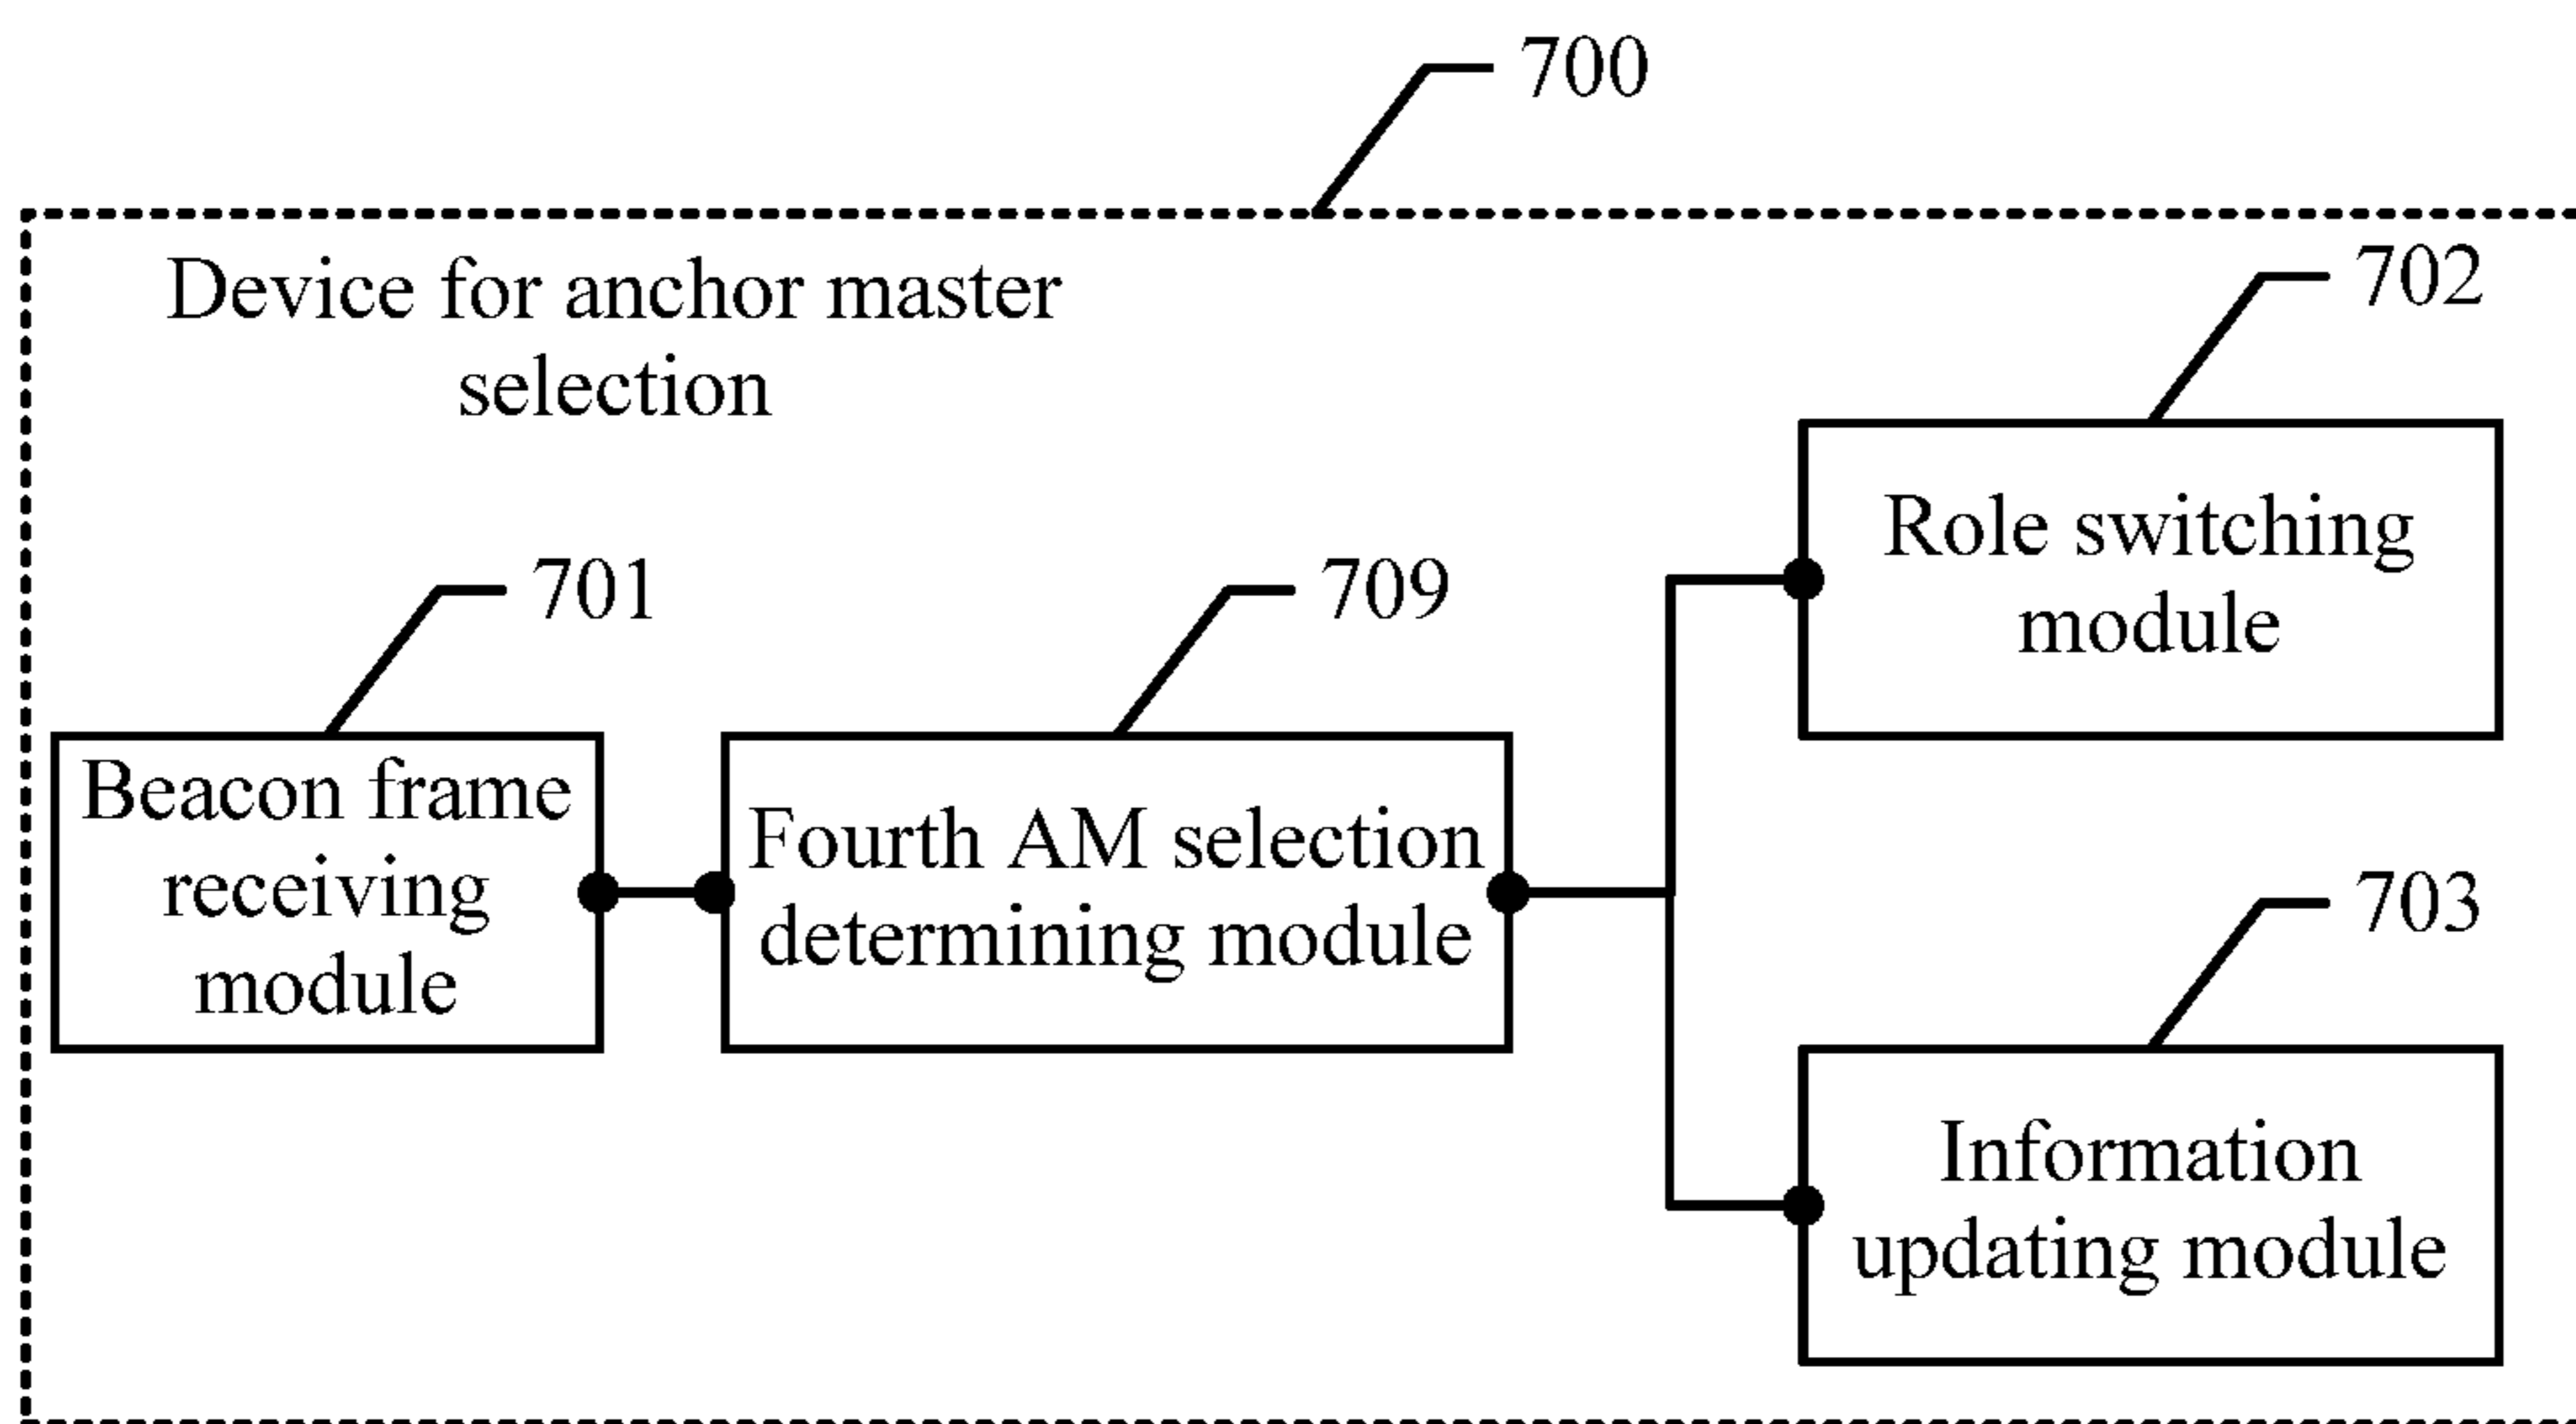 700
Device for anchor master
selection
702
Role switching
module
701
Beacon frame
receiving
module
709
Fourth AM selection
determining module
703
Information
updating module